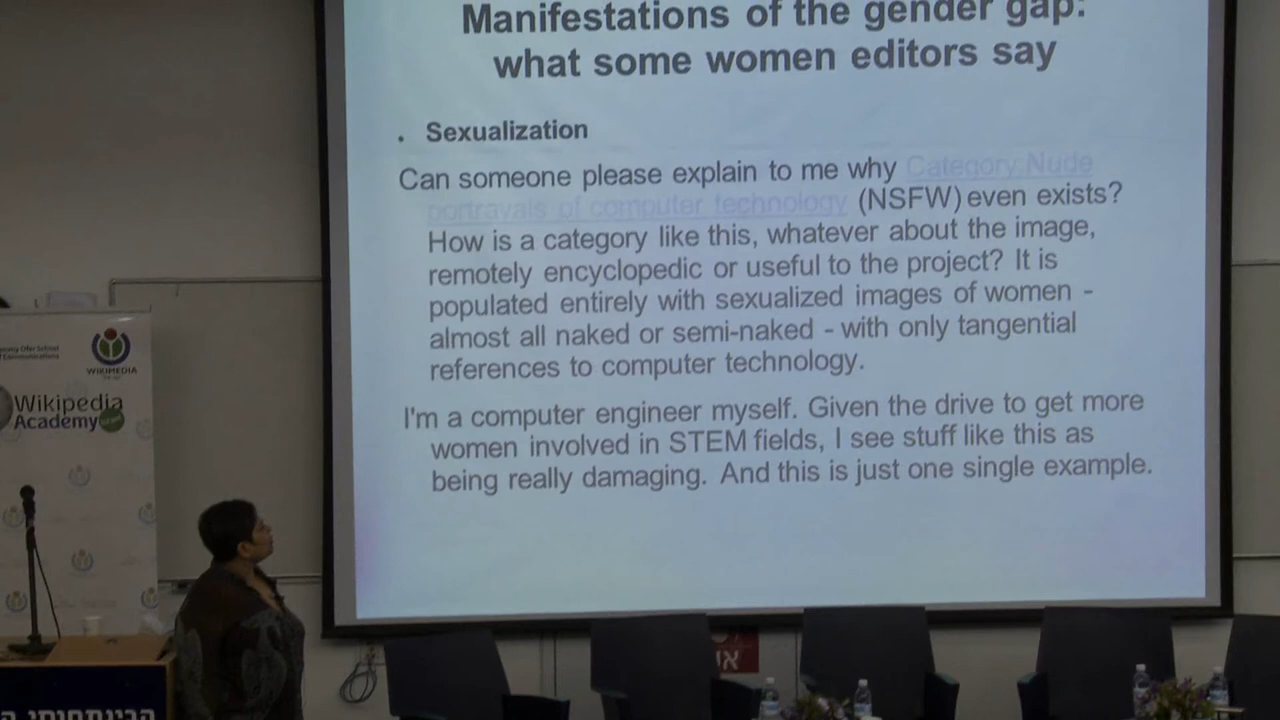 Manifestations of the gender gap:
what some women editors say
. Sexualization
Can someone please explain to me why Category:Nude
portrayals of computer technology (NSFW) even exists?
How is a category like this, whatever about the image,
remotely encyclopedic or useful to the project? It is
populated entirely with sexualized images of women -
almost all naked or semi-naked - with only tangential
references to computer technology.
I'm a computer engineer myself. Given the drive to get more
women involved in STEM fields, I see stuff like this as
being really damaging. And this is just one single example.
Ofer School
Communications
WIKIMEDIA
Wikipedia
Academy